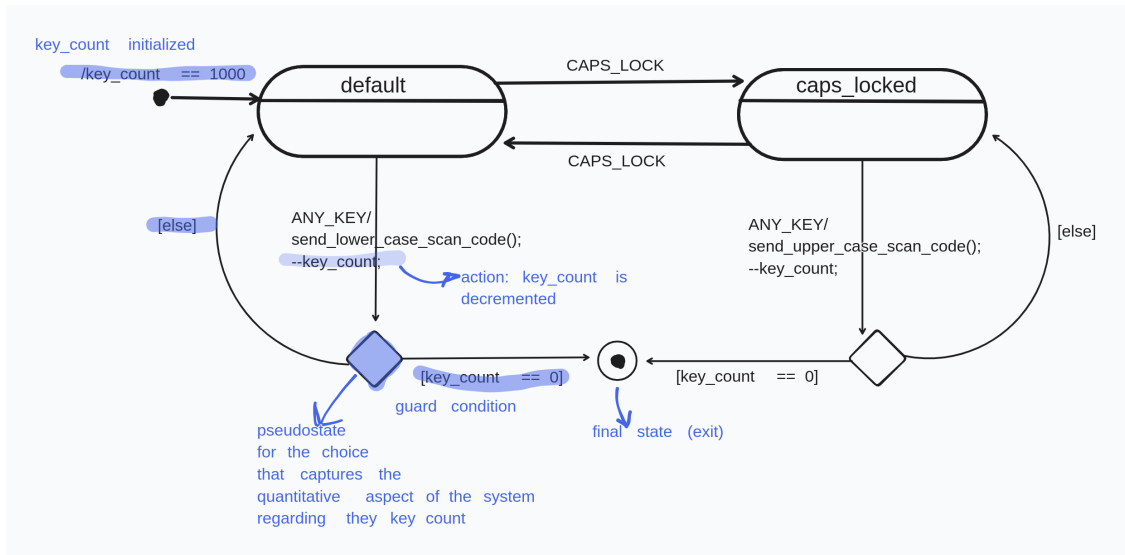 key_count initialized
/key_count == 1000
default
CAPS_LOCK
caps_locked
CAPS_LOCK
[else]
ANY_KEY/
send_lower_case_scan_code();
--key_count;
action: key_count is
decremented
ANY_KEY/
send_upper_case_scan_code();
--key_count;
[else]
[key_count == 0]
guard condition
[key_count == 0]
pseudostate
for the choice
that captures the
quantitative aspect of the system
regarding they key count
final state (exit)